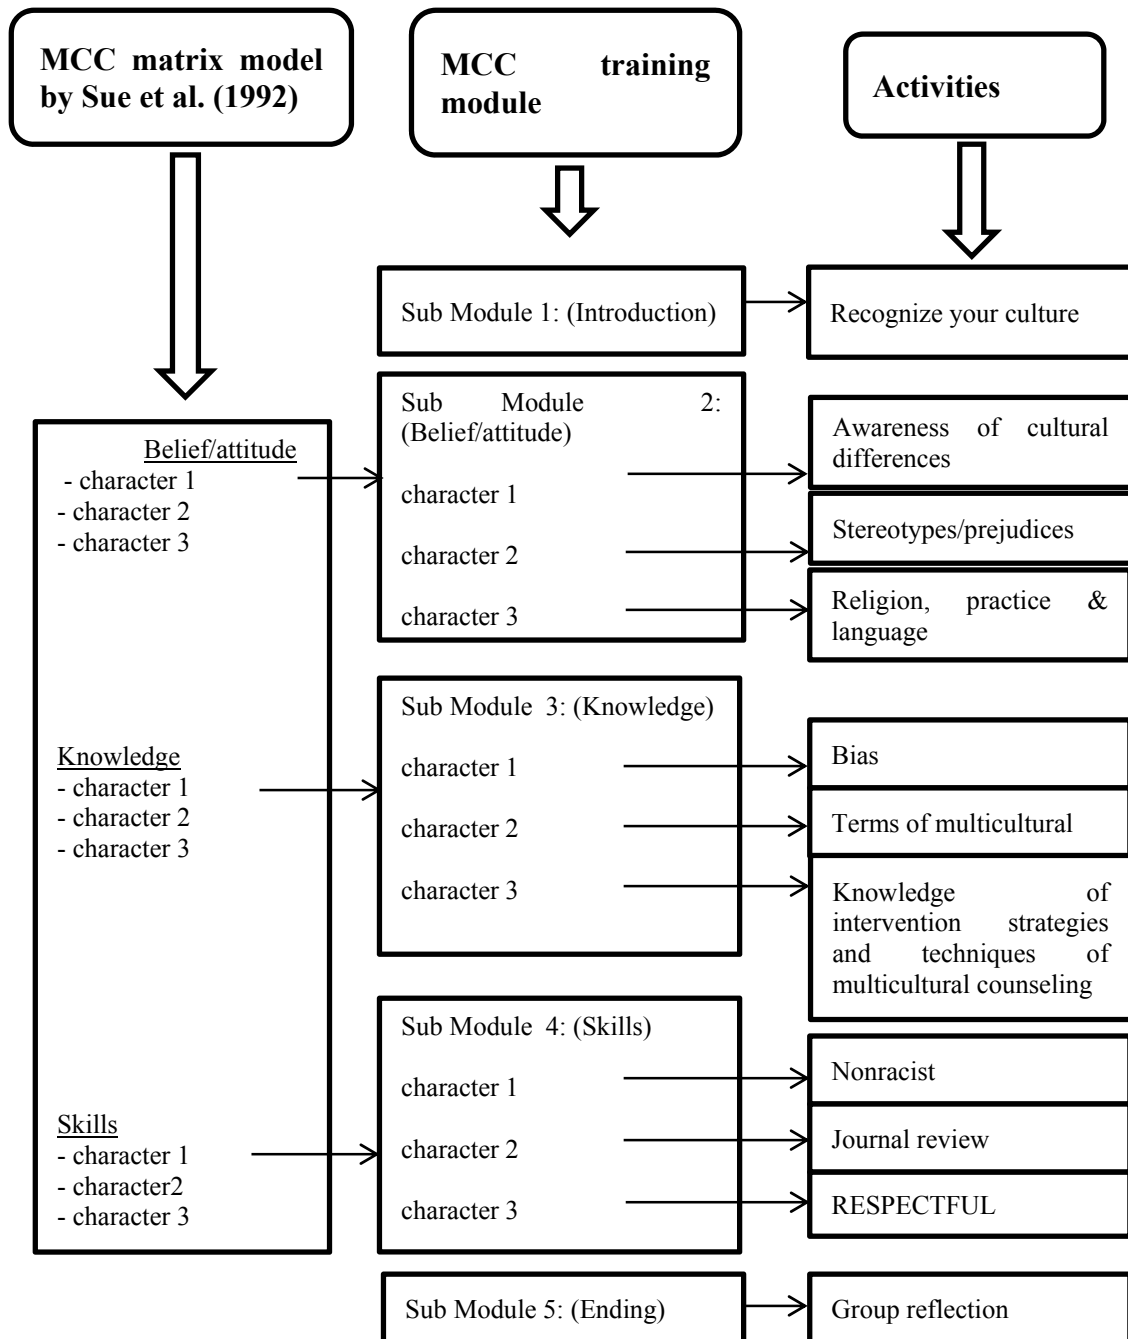 MCC matrix model
by Sue et al. (1992)
MCC training
module
Activities
Sub Module 1: (Introduction)
Recognize your culture
Belief/attitude
- character 1
- character 2
- character 3
Sub Module 2:
(Belief/attitude)
character 1
character 2
character 3
Awareness of cultural
differences
Stereotypes/prejudices
Religion, practice &
language
Knowledge
- character 1
- character 2
- character 3
Sub Module 3: (Knowledge)
character 1
character 2
character 3
Bias
Terms of multicultural
Knowledge of
intervention strategies
and techniques of
multicultural counseling
Skills
- character 1
- character2
- character 3
Sub Module 4: (Skills)
character 1
character 2
character 3
Nonracist
Journal review
RESPECTFUL
Sub Module 5: (Ending)
Group reflection